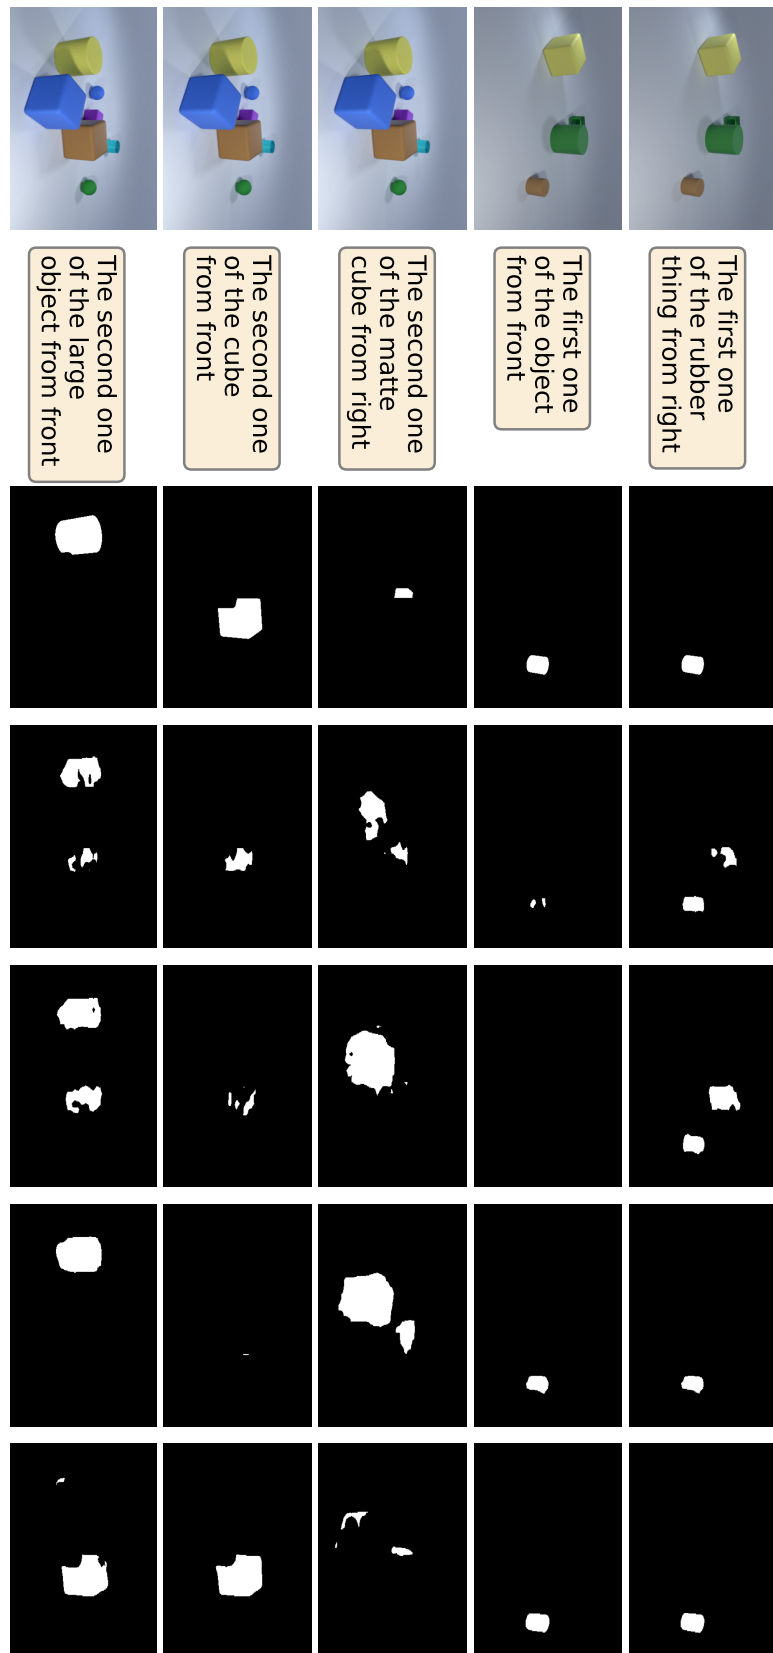 The first one
of the rubber
thing from right
The first one
of the object
from front
The second one
of the matte
cube from right
The second one
of the cube
from front
The second one
of the large
object from front